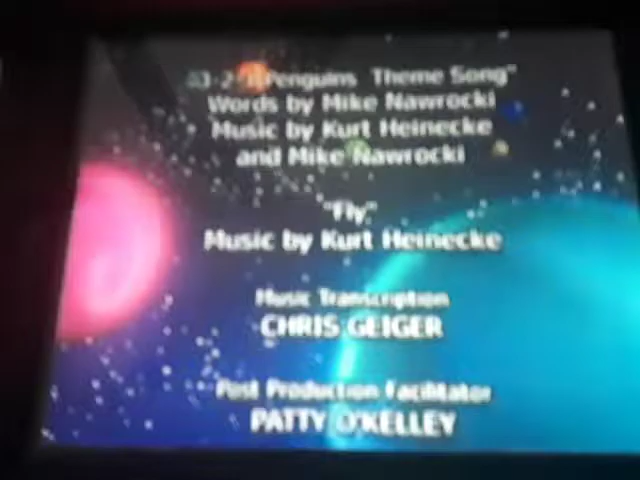 3-2-1 Penguins Theme Song"
Words by Mike Nawrocki
Music by Kurt Heinecke
and Mike Nawrocki
"Fly"
Music by Kurt Heinecke
Music Transcription
CHRIS GEIGER
Post Production Facilitator
PATTY O'KELLEY